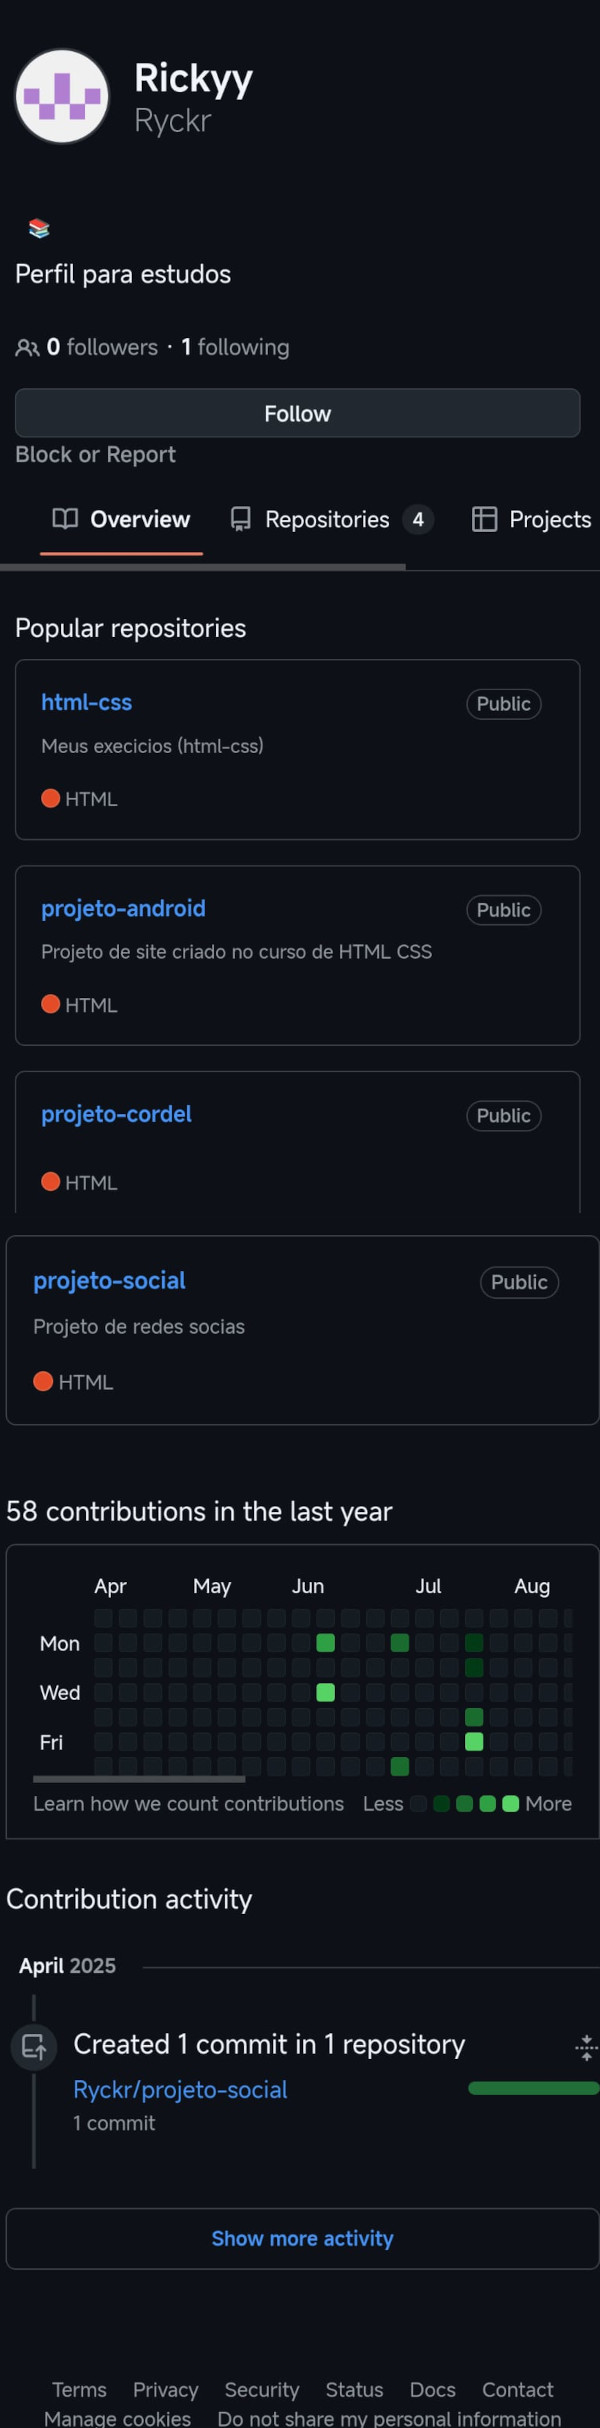 Rickyy
Ryckr
Perfil para estudos
0 followers · 1 following
Follow
Block or Report
Overview Repositories 4 Projects
Popular repositories
html-css Public
Meus execicios (html-css)
HTML
projeto-android Public
Projeto de site criado no curso de HTML CSS
HTML
projeto-cordel Public
HTML
projeto-social Public
Projeto de redes socias
HTML
58 contributions in the last year
Apr May Jun Jul Aug
Mon
Wed
Fri
Learn how we count contributions Less More
Contribution activity
April 2025
Created 1 commit in 1 repository
Ryckr/projeto-social
1 commit
Show more activity
Terms Privacy Security Status Docs Contact
Manage cookies Do not share my personal information